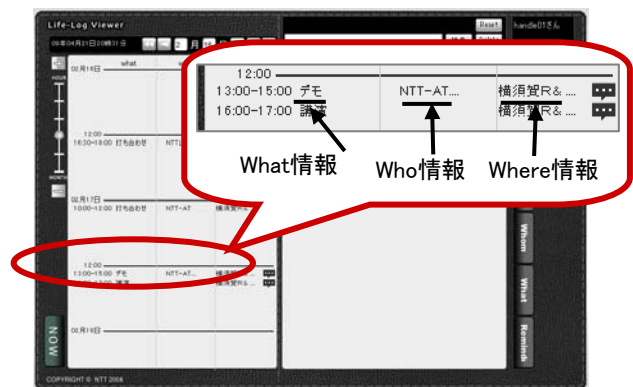 Life-Log Viewer
Reset
handle01さん
09年04月21日20時31分
2 月
what
02月16日
HOUR
12:00
16:30-18:00 打ち合わせ
MONTH
02月17日
10:00-12:00 打ち合わせ NTT-AT
12:00
13:00-15:00 デモ NTT-AT... 横須賀R& ...
16:00-17:00 講演 横須賀R& ...
What情報 Who情報 Where情報
12:00
13:00-15:00 デモ NTT-AT...
02月18日
NOW
Whom
What
Remind
COPYRIGHT © NTT 2008